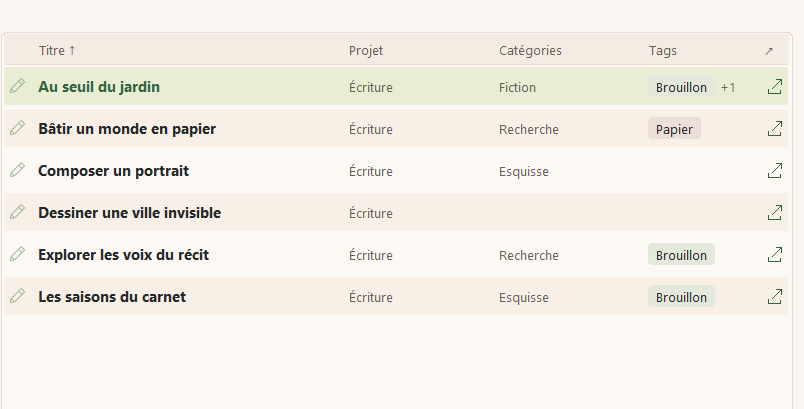 Titre ↑ Projet Catégories Tags ↗
Au seuil du jardin Écriture Fiction Brouillon +1
Bâtir un monde en papier Écriture Recherche Papier
Composer un portrait Écriture Esquisse
Dessiner une ville invisible Écriture
Explorer les voix du récit Écriture Recherche Brouillon
Les saisons du carnet Écriture Esquisse Brouillon